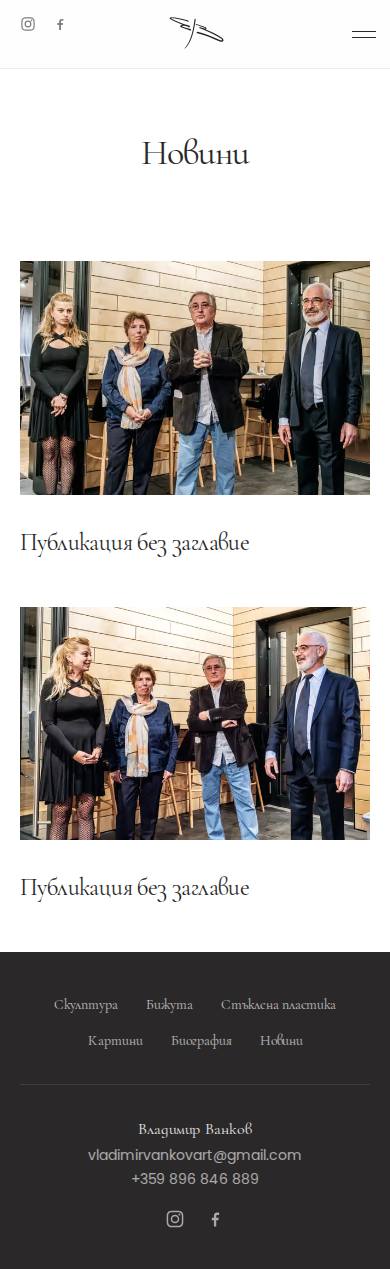 Новини
Публикация без заглавие
Публикация без заглавие
Скулптура Бижута Стъклена пластика
Картини Биография Новини
Владимир Ванков
vladimirvankovart@gmail.com
+359 896 846 889